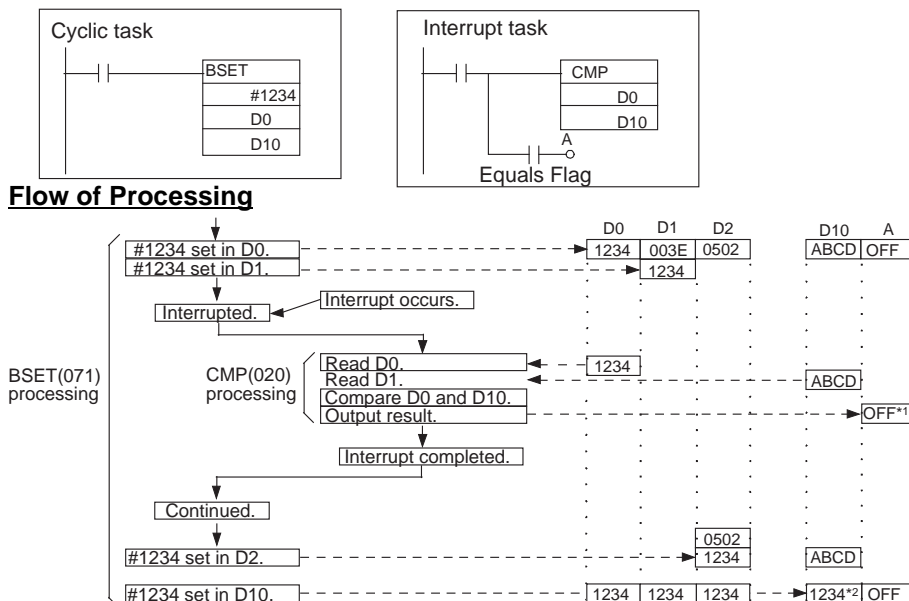 Cyclic task
BSET
#1234
D0
D10
Interrupt task
CMP
D0
D10
A
Equals Flag
Flow of Processing
D0 D1 D2 D10 A
#1234 set in D0. 1234 003E 0502 ABCD OFF
#1234 set in D1. 1234
Interrupted. Interrupt occurs.
BSET(071)
processing
CMP(020)
processing
Read D0. 1234
Read D1. ABCD
Compare D0 and D10.
Output result. OFF*1
Interrupt completed.
Continued.
0502
#1234 set in D2. 1234 ABCD
#1234 set in D10. 1234 1234 1234 1234*2 OFF